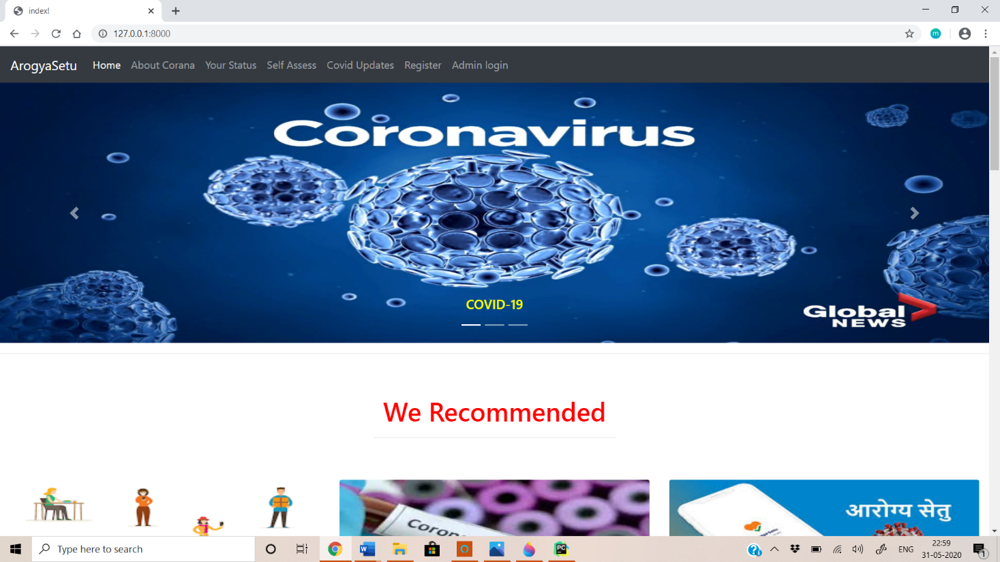 index!
127.0.0.1:8000
m
ArogyaSetu Home About Corana Your Status Self Assess Covid Updates Register Admin login
Coronavirus
COVID-19
Global
NEWS
We Recommended
Coron
आरोग्य सेतु
Type here to search
W
PC
ENG
22:59
31-05-2020
1